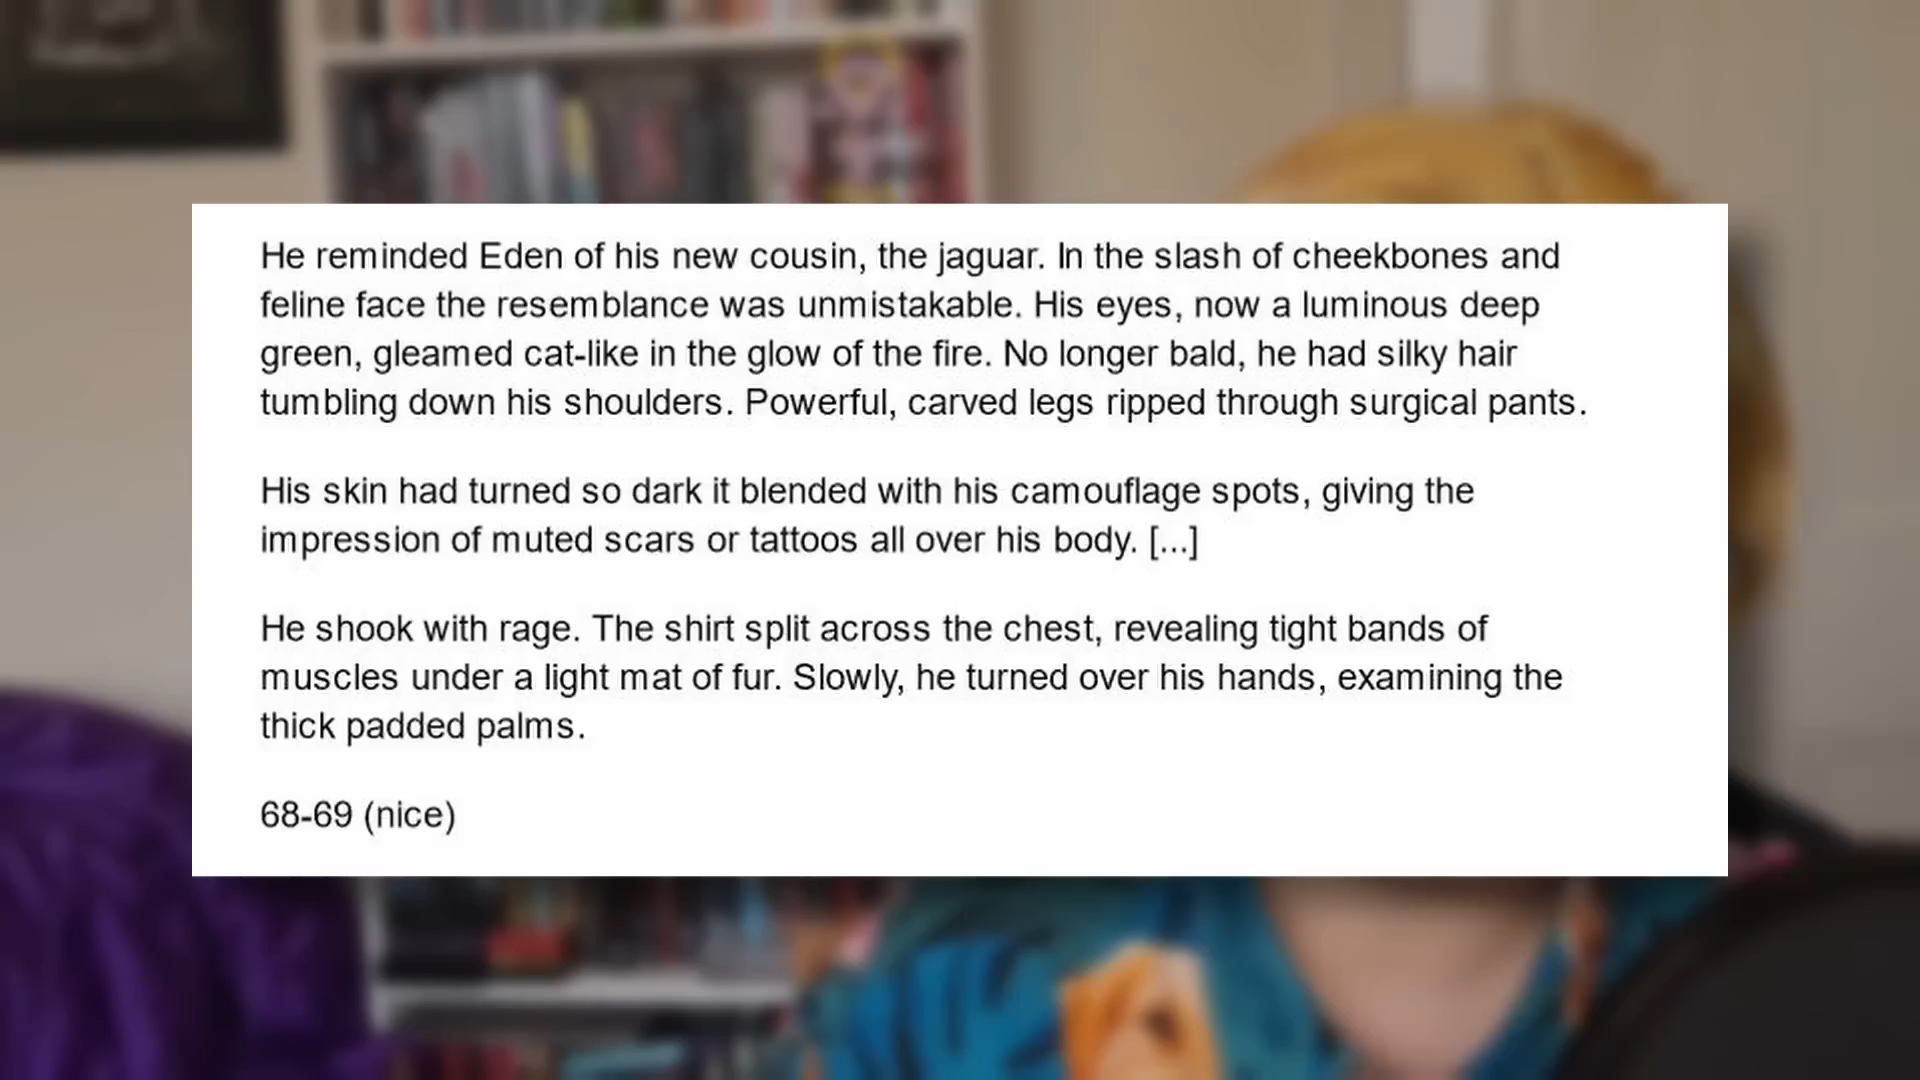 He reminded Eden of his new cousin, the jaguar. In the slash of cheekbones and
feline face the resemblance was unmistakable. His eyes, now a luminous deep
green, gleamed cat-like in the glow of the fire. No longer bald, he had silky hair
tumbling down his shoulders. Powerful, carved legs ripped through surgical pants.
His skin had turned so dark it blended with his camouflage spots, giving the
impression of muted scars or tattoos all over his body. [...]
He shook with rage. The shirt split across the chest, revealing tight bands of
muscles under a light mat of fur. Slowly, he turned over his hands, examining the
thick padded palms.
68-69 (nice)